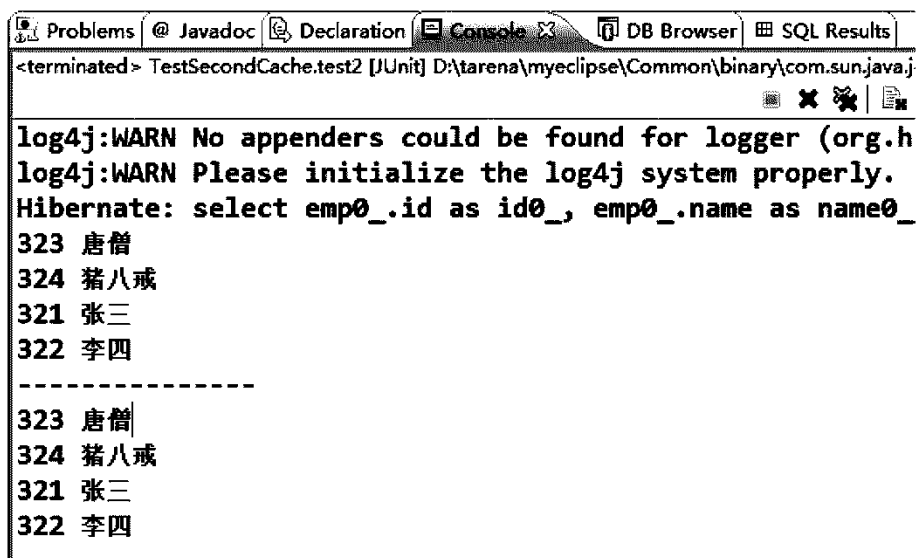 Problems @ Javadoc Declaration Console DB Browser SQL Results
<terminated> TestSecondCache.test2 [JUnit] D:\tarena\myeclipse\Common\binary\com.sun.java.j
log4j:WARN No appenders could be found for logger (org.h
log4j:WARN Please initialize the log4j system properly.
Hibernate: select emp0_.id as id0_, emp0_.name as name0_
323 唐僧
324 猪八戒
321 张三
322 李四
---------------
323 唐僧
324 猪八戒
321 张三
322 李四